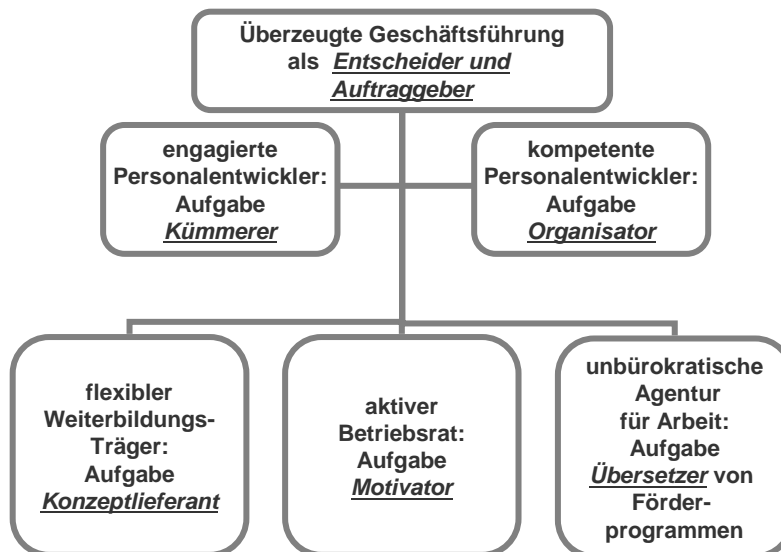 Überzeugte Geschäftsführung
als Entscheider und
Auftraggeber
engagierte
Personalentwickler:
Aufgabe
Kümmerer
kompetente
Personalentwickler:
Aufgabe
Organisator
flexibler
Weiterbildungs-
Träger:
Aufgabe
Konzeptlieferant
aktiver
Betriebsrat:
Aufgabe
Motivator
unbürokratische
Agentur
für Arbeit:
Aufgabe
Übersetzer von
Förder-
programmen